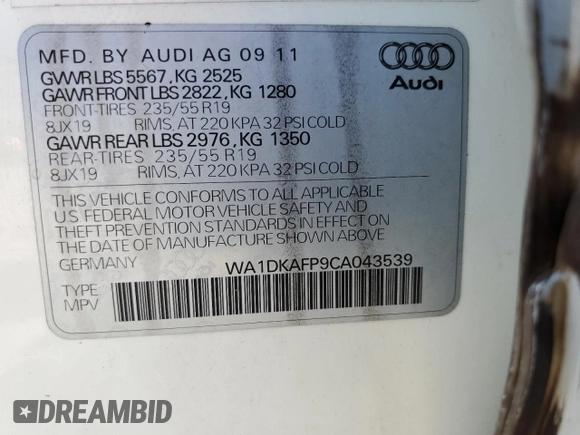 MFD. BY AUDI AG 09 11
GVWR LBS 5567, KG 2525
GAWR FRONT LBS 2822, KG 1280
FRONT-TIRES 235/55 R19
8JX19 RIMS, AT 220 KPA 32 PSI COLD
GAWR REAR LBS 2976, KG 1350
REAR-TIRES 235/55 R19
8JX19 RIMS, AT 220 KPA 32 PSI COLD
Audi
THIS VEHICLE CONFORMS TO ALL APPLICABLE
U.S. FEDERAL MOTOR VEHICLE SAFETY AND
THEFT PREVENTION STANDARDS IN EFFECT ON
THE DATE OF MANUFACTURE SHOWN ABOVE
GERMANY WA1DKAFP9CA043539
TYPE
MPV
DREAMBID